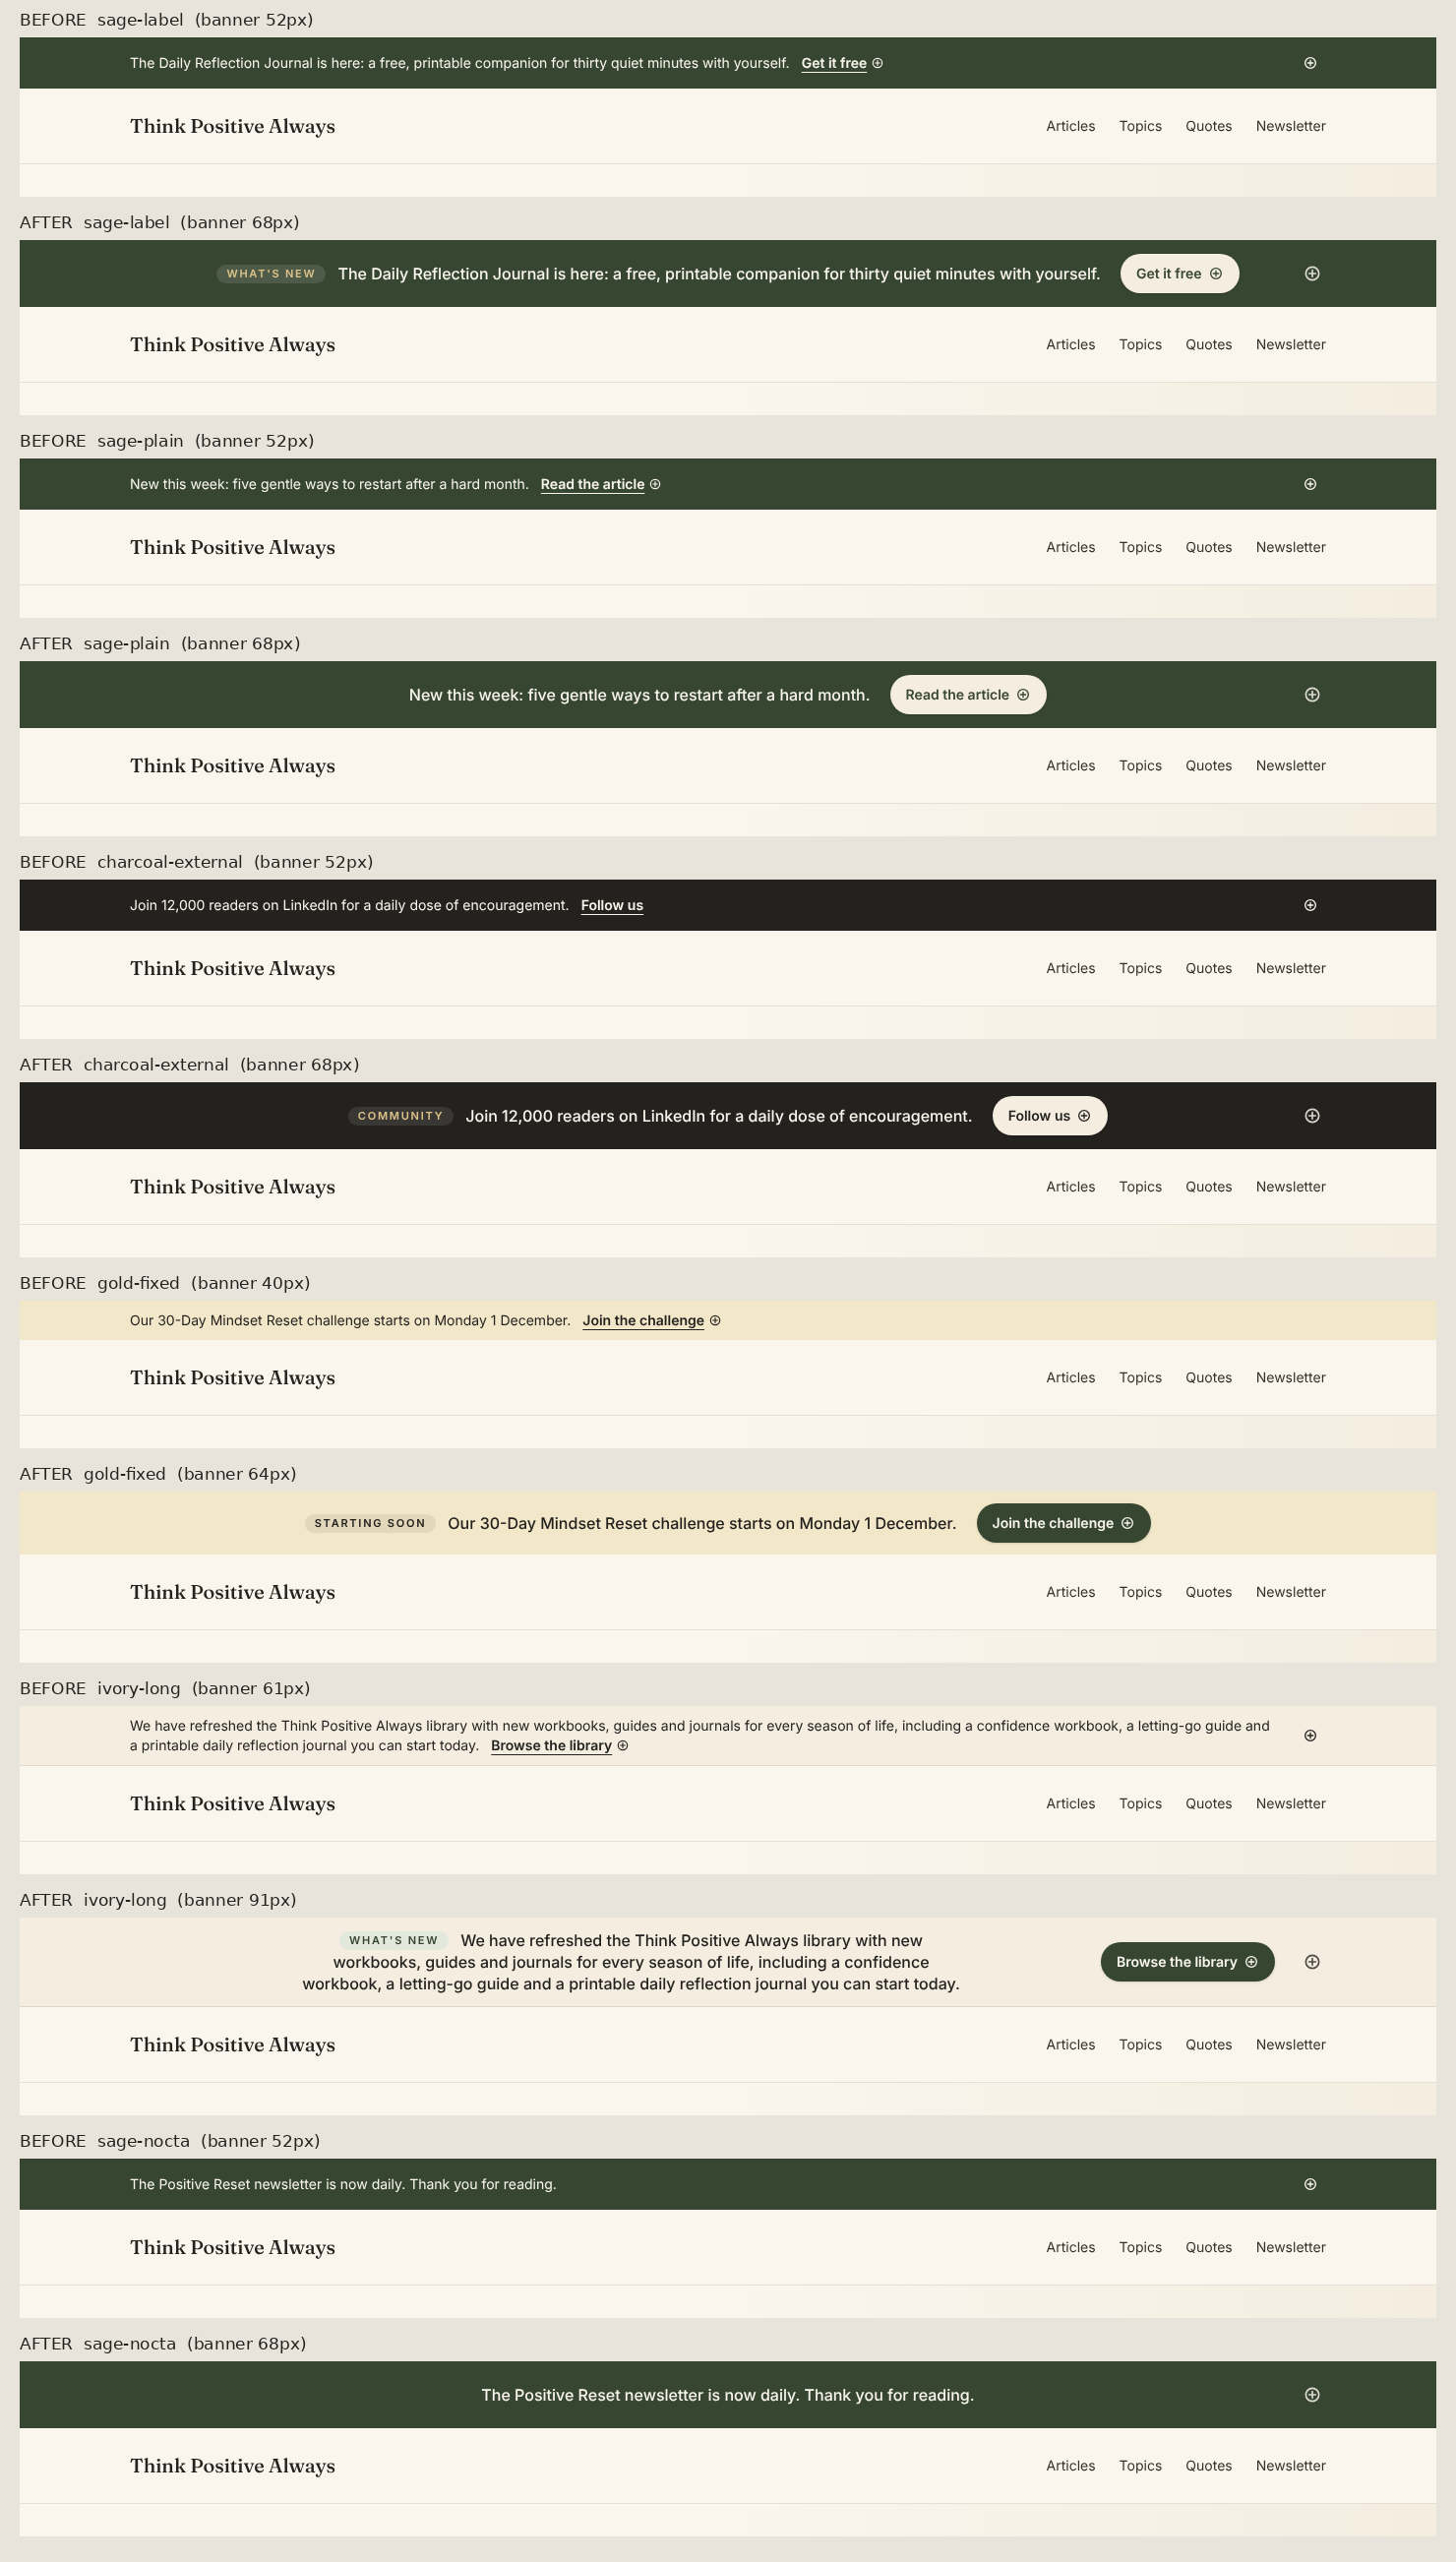 BEFORE sage-label (banner 52px)
The Daily Reflection Journal is here: a free, printable companion for thirty quiet minutes with yourself. Get it free
Think Positive Always Articles Topics Quotes Newsletter
AFTER sage-label (banner 68px)
WHAT'S NEW The Daily Reflection Journal is here: a free, printable companion for thirty quiet minutes with yourself. Get it free
Think Positive Always Articles Topics Quotes Newsletter
BEFORE sage-plain (banner 52px)
New this week: five gentle ways to restart after a hard month. Read the article
Think Positive Always Articles Topics Quotes Newsletter
AFTER sage-plain (banner 68px)
New this week: five gentle ways to restart after a hard month. Read the article
Think Positive Always Articles Topics Quotes Newsletter
BEFORE charcoal-external (banner 52px)
Join 12,000 readers on LinkedIn for a daily dose of encouragement. Follow us
Think Positive Always Articles Topics Quotes Newsletter
AFTER charcoal-external (banner 68px)
COMMUNITY Join 12,000 readers on LinkedIn for a daily dose of encouragement. Follow us
Think Positive Always Articles Topics Quotes Newsletter
BEFORE gold-fixed (banner 40px)
Our 30-Day Mindset Reset challenge starts on Monday 1 December. Join the challenge
Think Positive Always Articles Topics Quotes Newsletter
AFTER gold-fixed (banner 64px)
STARTING SOON Our 30-Day Mindset Reset challenge starts on Monday 1 December. Join the challenge
Think Positive Always Articles Topics Quotes Newsletter
BEFORE ivory-long (banner 61px)
We have refreshed the Think Positive Always library with new workbooks, guides and journals for every season of life, including a confidence workbook, a letting-go guide and
a printable daily reflection journal you can start today. Browse the library
Think Positive Always Articles Topics Quotes Newsletter
AFTER ivory-long (banner 91px)
WHAT'S NEW We have refreshed the Think Positive Always library with new
workbooks, guides and journals for every season of life, including a confidence
workbook, a letting-go guide and a printable daily reflection journal you can start today.
Browse the library
Think Positive Always Articles Topics Quotes Newsletter
BEFORE sage-nocta (banner 52px)
The Positive Reset newsletter is now daily. Thank you for reading.
Think Positive Always Articles Topics Quotes Newsletter
AFTER sage-nocta (banner 68px)
The Positive Reset newsletter is now daily. Thank you for reading.
Think Positive Always Articles Topics Quotes Newsletter